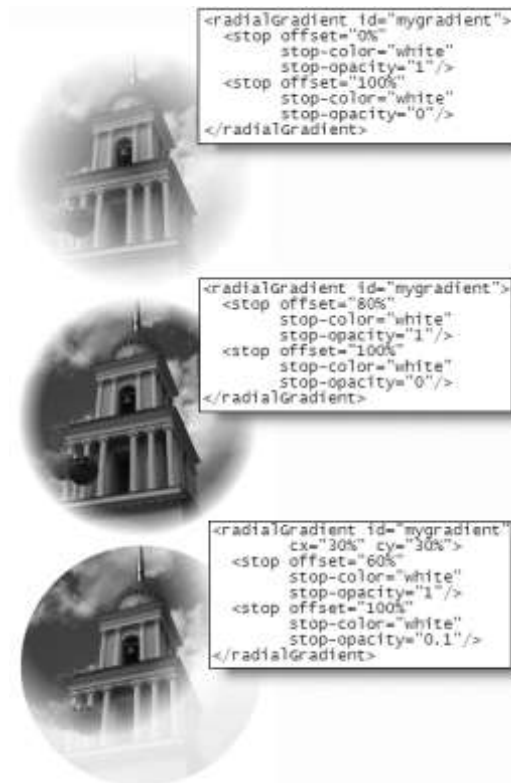 <radialGradient id="mygradient">
<stop offset="0%"
stop-color="white"
stop-opacity="1"/>
<stop offset="100%"
stop-color="white"
stop-opacity="0"/>
</radialGradient>
<radialGradient id="mygradient">
<stop offset="80%"
stop-color="white"
stop-opacity="1"/>
<stop offset="100%"
stop-color="white"
stop-opacity="0"/>
</radialGradient>
<radialGradient id="mygradient"
cx="30%" cy="30%">
<stop offset="60%"
stop-color="white"
stop-opacity="1"/>
<stop offset="100%"
stop-color="white"
stop-opacity="0.1"/>
</radialGradient>